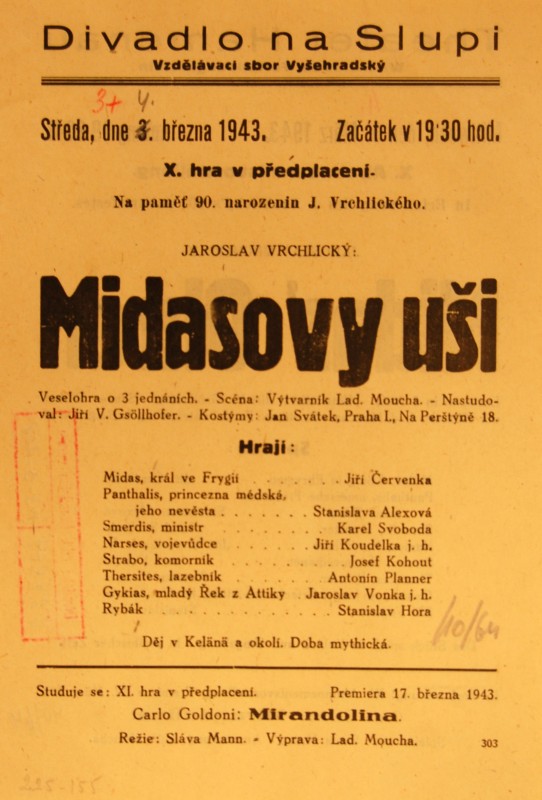 Divadlo na Slupi
Vzdělávací sbor Vyšehradský
3+ 4.
Středa, dne 3. března 1943. Začátek v 19·30 hod.
X. hra v předplacení.
Na paměť 90. narozenin J. Vrchlického.
JAROSLAV VRCHLICKÝ:
Midasovy uši
Veselohra o 3 jednáních. - Scéna: Výtvarník Lad. Moucha. - Nastudo-
val: Jiří V. Gsöllhofer. - Kostýmy: Jan Svátek, Praha I., Na Perštýně 18.
Hrají:
Midas, král ve Frygii . . . . . . . Jiří Červenka
Panthalis, princezna médská,
jeho nevěsta . . . . . . . Stanislava Alexová
Smerdis, ministr . . . . . . . . Karel Svoboda
Narses, vojevůdce . . . . . . . Jiří Koudelka j. h.
Strabo, komorník . . . . . . . . Josef Kohout
Thersites, lazebník . . . . . . . Antonín Planner
Gykias, mladý Řek z Attiky . Jaroslav Vonka j. h.
Rybák . . . . . . . . . . . . Stanislav Hora
Děj v Kelänä a okolí. Doba mythická.
/10/64
Studuje se: XI. hra v předplacení. Premiera 17. března 1943.
Carlo Goldoni: Mirandolina.
Režie: Sláva Mann. - Výprava: Lad. Moucha. 303
225-155